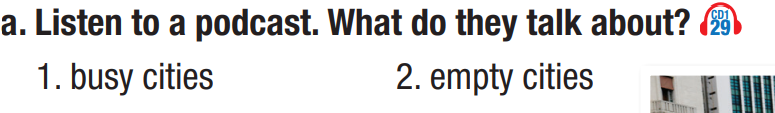 a. Listen to a podcast. What do they talk about? CD1 29
1. busy cities 2. empty cities